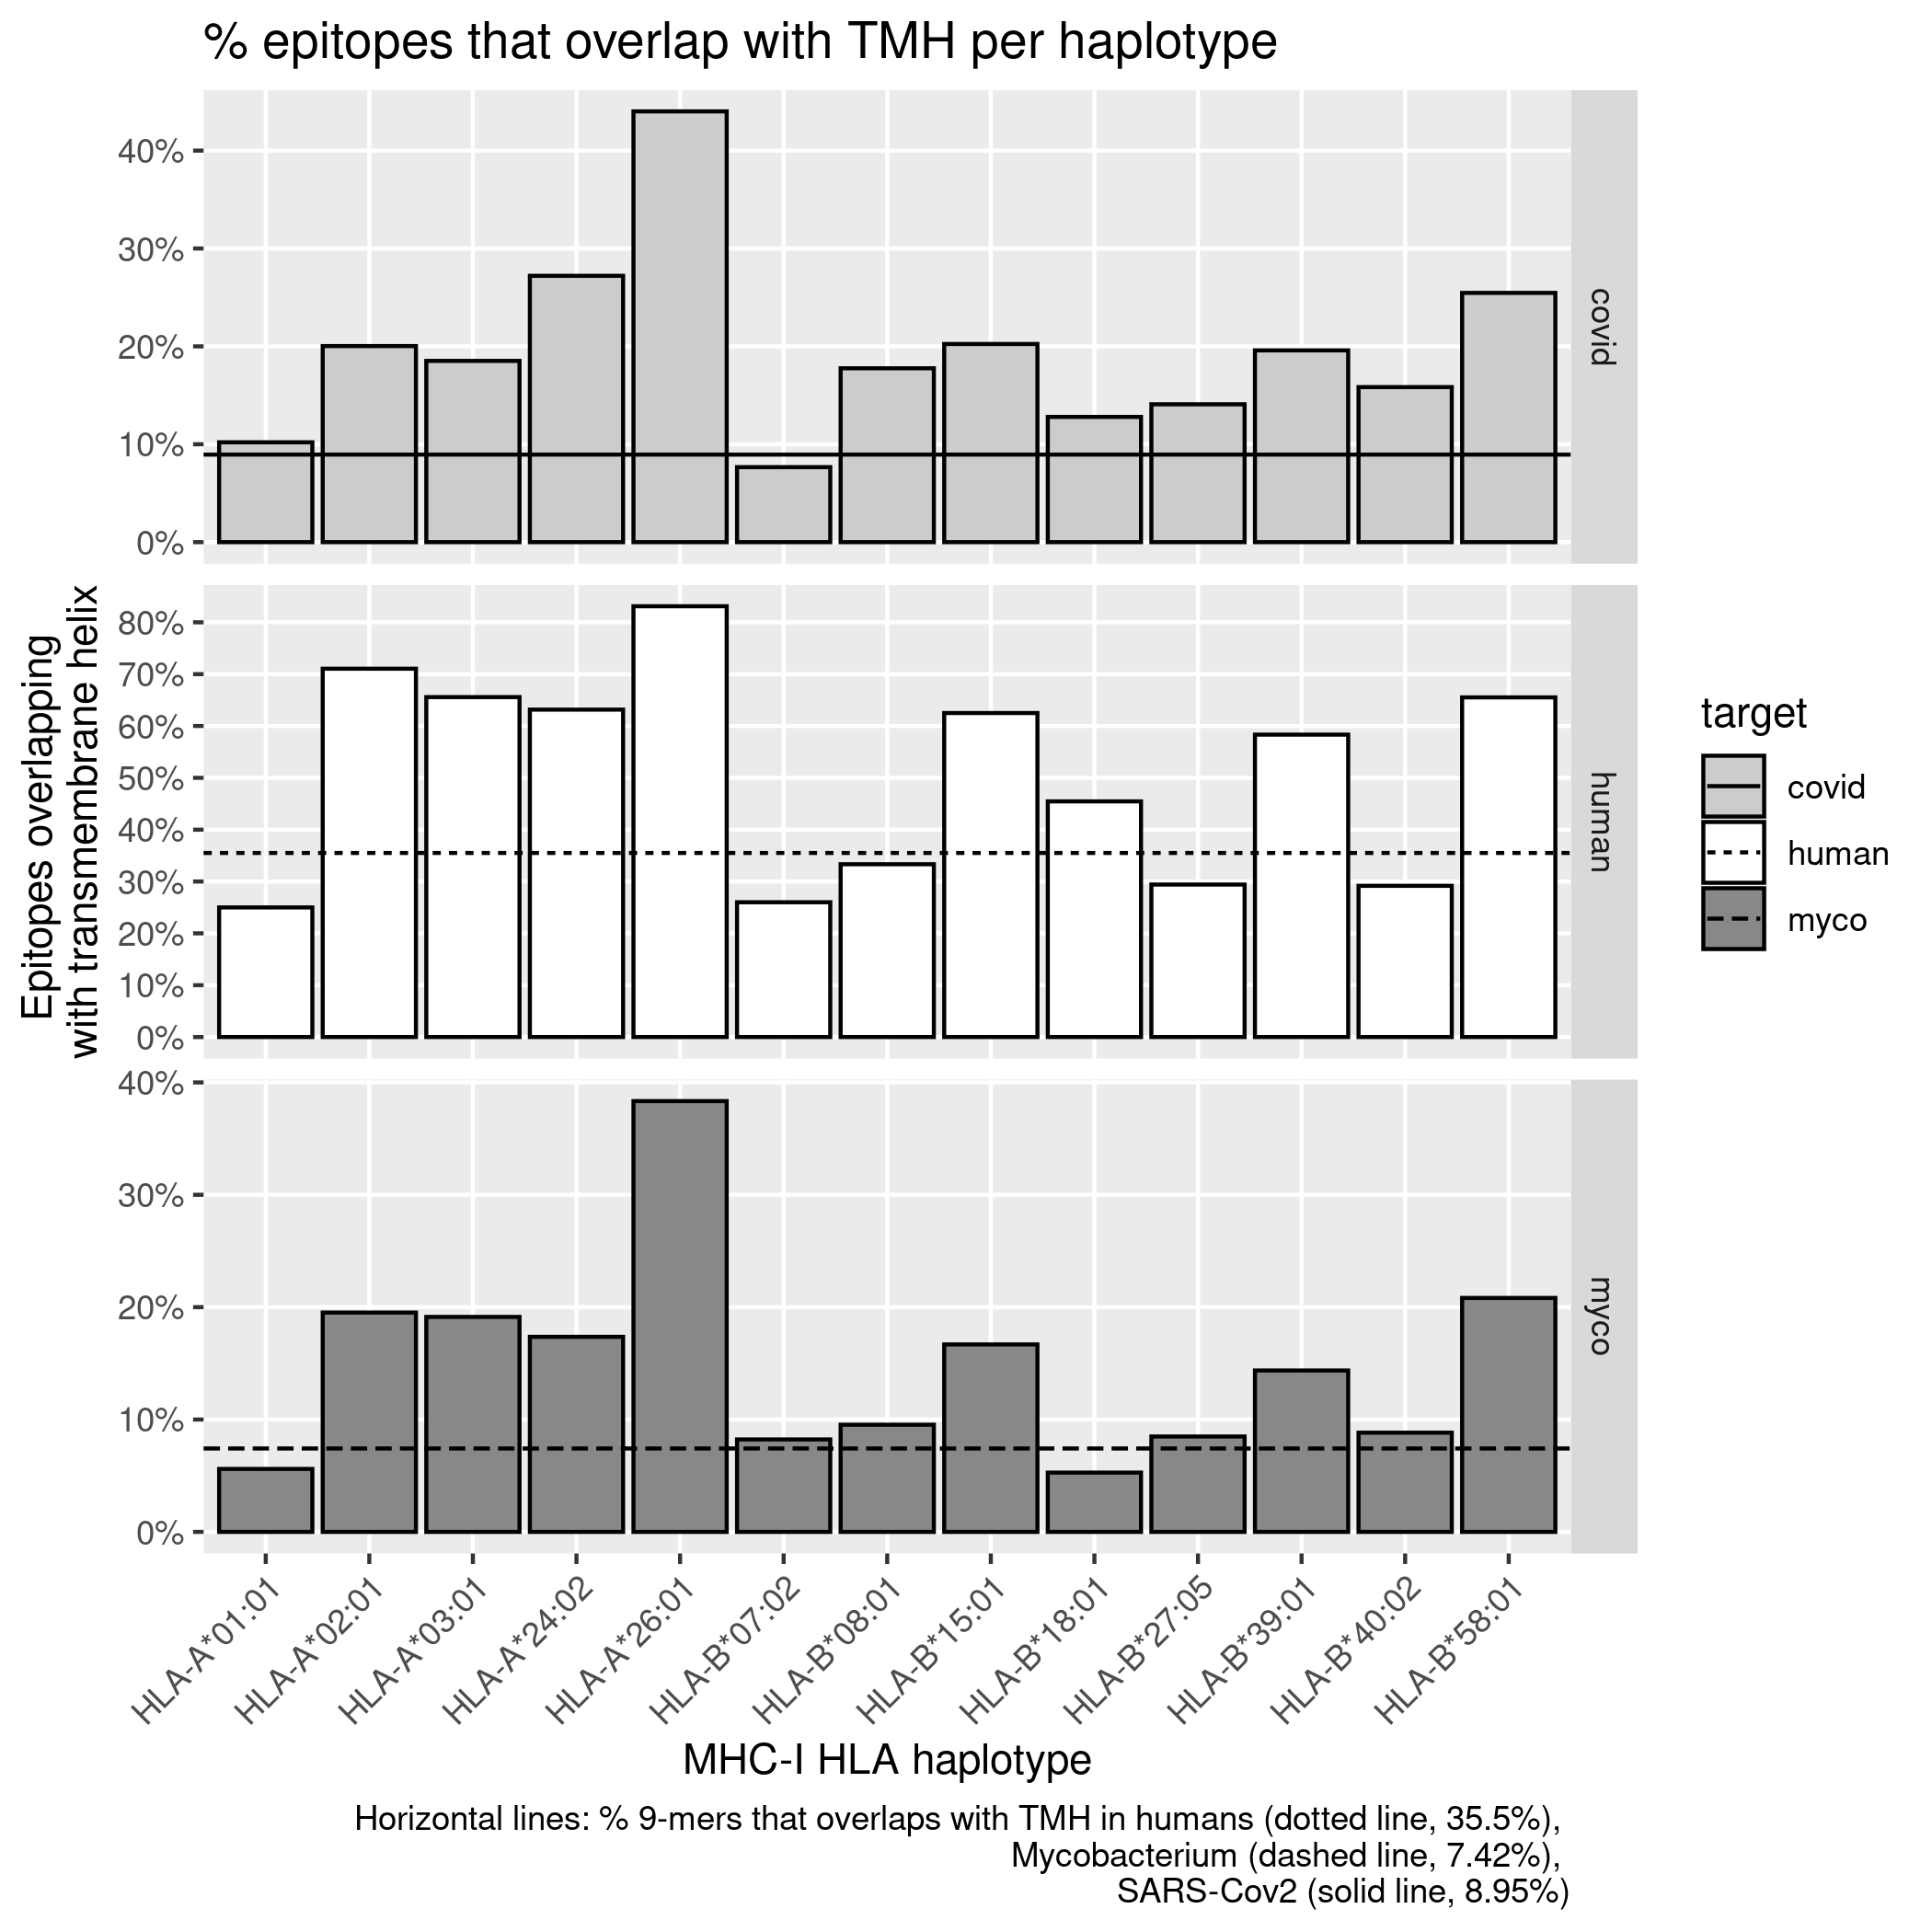 % epitopes that overlap with TMH per haplotype
40%
30%
20%
10%
0%
covid
80%
70%
60%
50%
40%
30%
20%
10%
0%
human
40%
30%
20%
10%
0%
myco
Epitopes overlapping
with transmembrane helix
HLA-A*01:01
HLA-A*02:01
HLA-A*03:01
HLA-A*24:02
HLA-A*26:01
HLA-B*07:02
HLA-B*08:01
HLA-B*15:01
HLA-B*18:01
HLA-B*27:05
HLA-B*39:01
HLA-B*40:02
HLA-B*58:01
MHC-I HLA haplotype
target
covid
human
myco
Horizontal lines: % 9-mers that overlaps with TMH in humans (dotted line, 35.5%),
Mycobacterium (dashed line, 7.42%),
SARS-Cov2 (solid line, 8.95%)